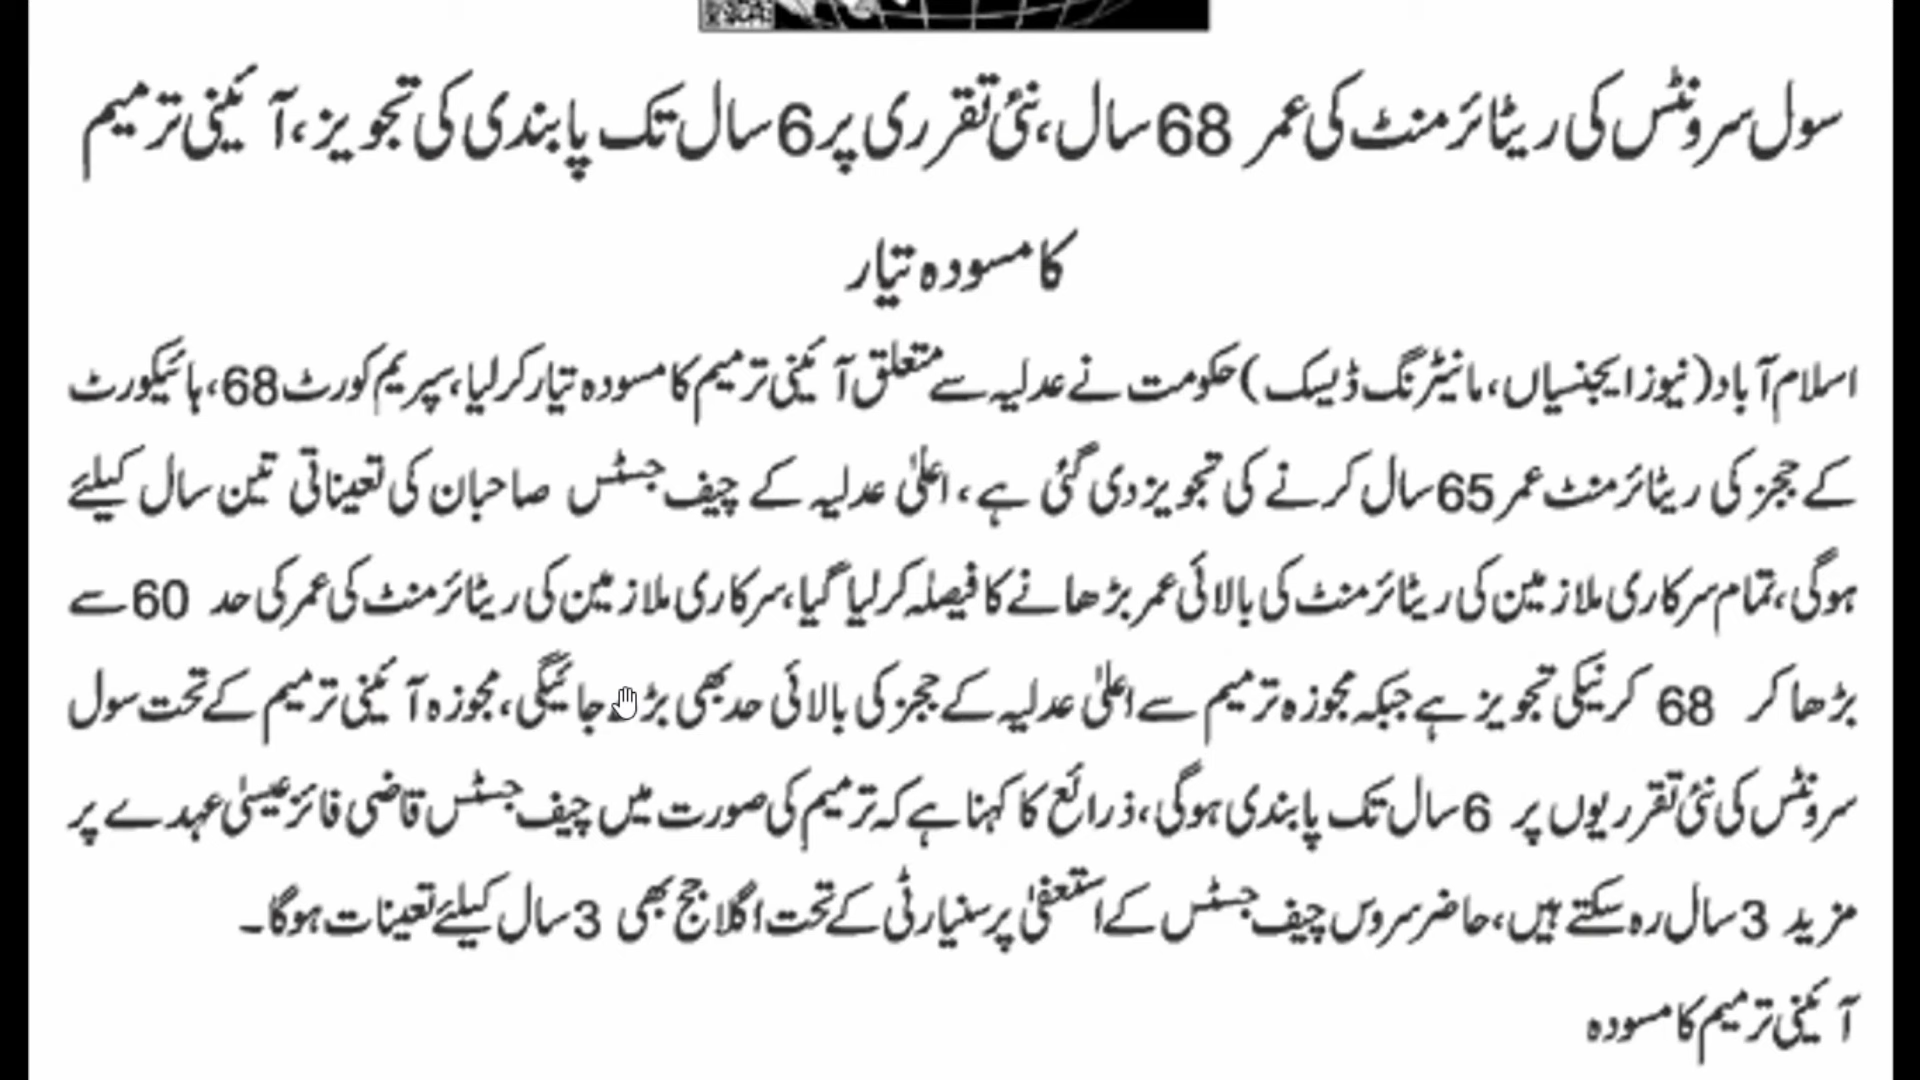 سول سرونٹس کی ریٹائرمنٹ کی عمر 68 سال، نئی تقرری پر 6 سال تک پابندی کی تجویز، آئینی ترمیم
کا مسودہ تیار
اسلام آباد (نیوز ایجنسیاں، مانیٹرنگ ڈیسک) حکومت نے عدلیہ سے متعلق آئینی ترمیم کا مسودہ تیار کر لیا، سپریم کورٹ 68، ہائیکورٹ
کے ججز کی ریٹائرمنٹ عمر 65 سال کرنے کی تجویز دی گئی ہے، اعلیٰ عدلیہ کے چیف جسٹس صاحبان کی تعیناتی تین سال کیلئے
ہوگی، تمام سرکاری ملازمین کی ریٹائرمنٹ کی بالائی عمر بڑھانے کا فیصلہ کرلیا گیا، سرکاری ملازمین کی ریٹائرمنٹ کی عمر کی حد 60 سے
بڑھا کر 68 کرنیکی تجویز ہے جبکہ مجوزہ ترمیم سے اعلیٰ عدلیہ کے ججز کی بالائی حد بھی جائیگی، مجوزہ آئینی ترمیم کے تحت سول
سرونٹس کی نئی تقرریوں پر 6 سال تک پابندی ہوگی، ذرائع کا کہنا ہے کہ ترمیم کی صورت میں چیف جسٹس قاضی فائز عیسیٰ عہدے پر
مزید 3 سال رہ سکتے ہیں، حاضر سروس چیف جسٹس کے استعفیٰ پر سنیارٹی کے تحت اگلا جج بھی 3 سال کیلئے تعینات ہوگا۔
آئینی ترمیم کا مسودہ